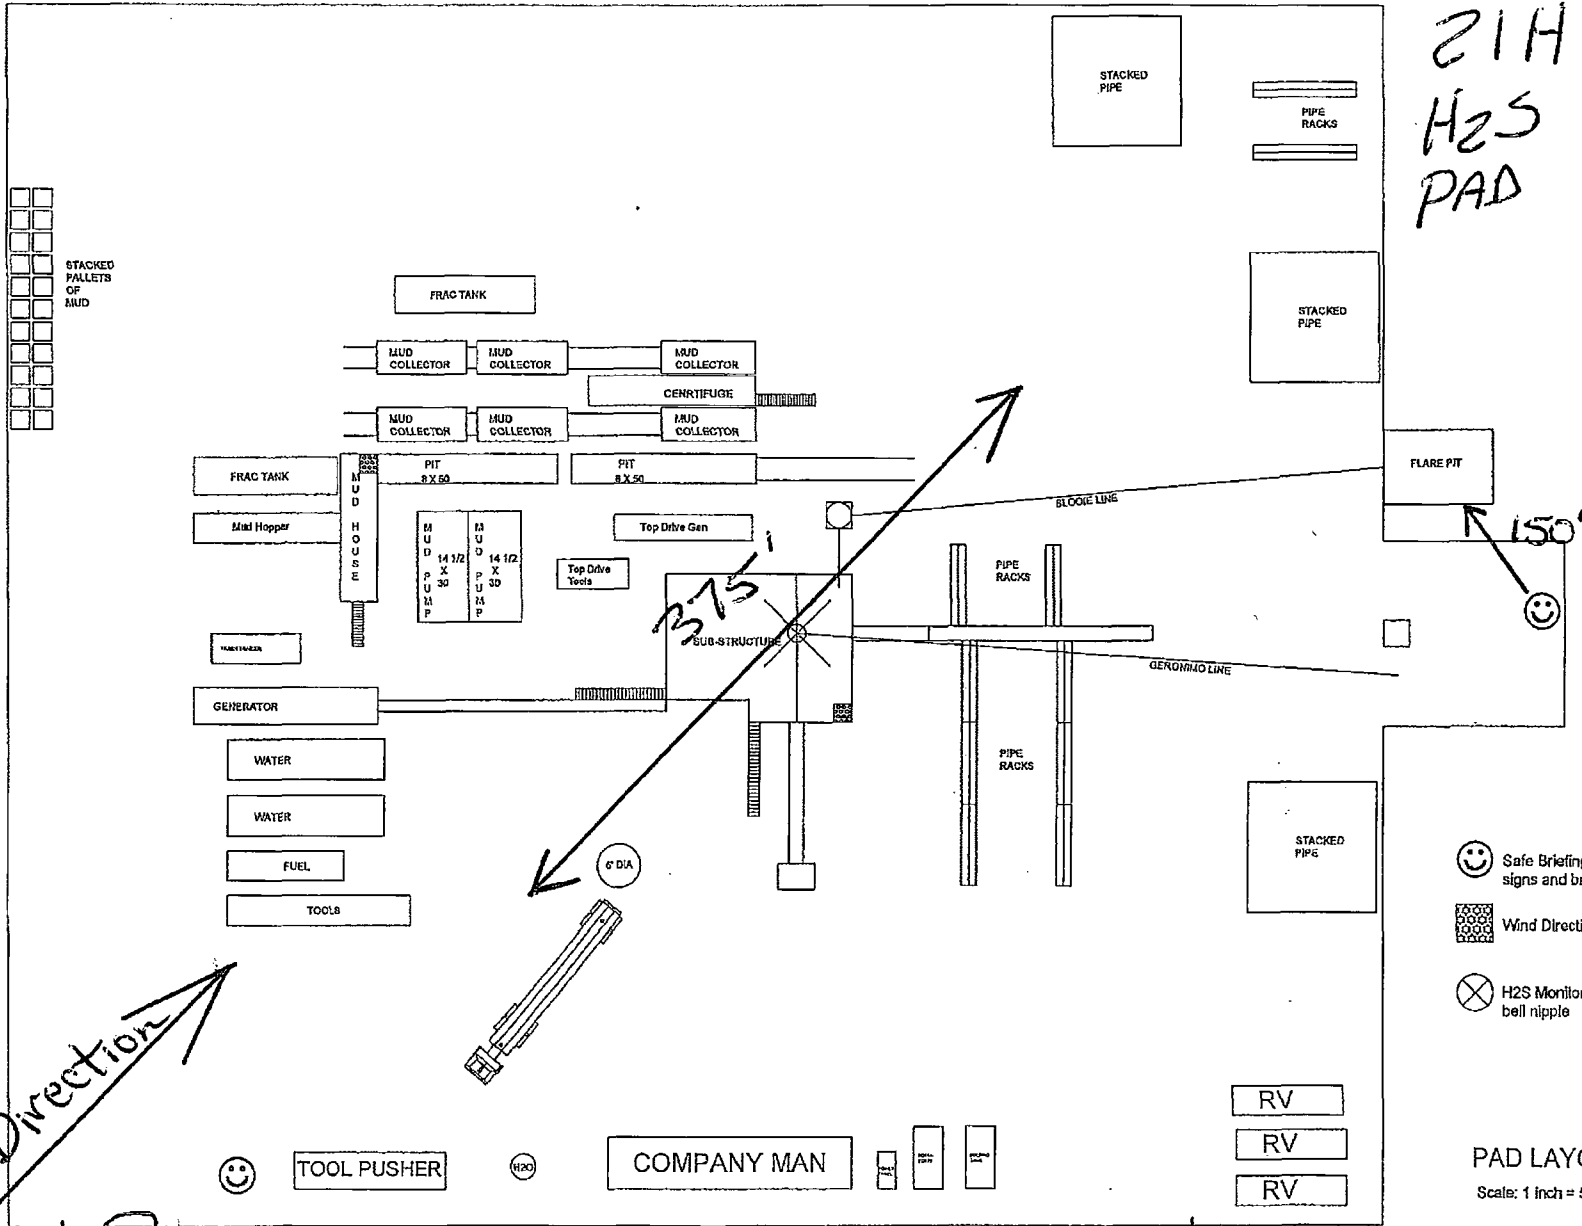 21H
H2S
PAD
STACKED
PIPE
PIPE
RACKS
STACKED
PALLETS
OF
MUD
FRAC TANK
STACKED
PIPE
MUD
COLLECTOR
MUD
COLLECTOR
MUD
COLLECTOR
CENRTIFUGE
MUD
COLLECTOR
MUD
COLLECTOR
MUD
COLLECTOR
FRAC TANK
MUD HOUSE
PIT
8 X 50
PIT
8 X 50
FLARE PIT
BLOOIE LINE
Mud Hopper
MUD PUMP
14 1/2
X
30
MUD PUMP
14 1/2
X
30
Top Drive Gen
150'
Top Drive
Tools
PIPE
RACKS
375'
SUB-STRUCTURE
GERONIMO LINE
GENERATOR
WATER
PIPE
RACKS
WATER
FUEL
6' DIA
STACKED
PIPE
TOOLS
Safe Briefing
signs and
Wind
H2S
bell nipple
Direction
RV
RV
RV
TOOL PUSHER
H2O
COMPANY MAN
PAD
Scale: 1 inch =